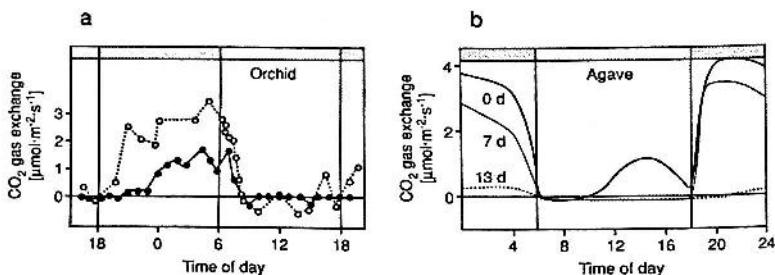 a
Orchid
CO2 gas exchange
[μmol·m-2·s-1]
3
2
1
0
18
0
6
12
18
Time of day
b
Agave
CO2 gas exchange
[μmol·m-2·s-1]
4
2
0
0 d
7 d
13 d
4
8
12
16
20
24
Time of day